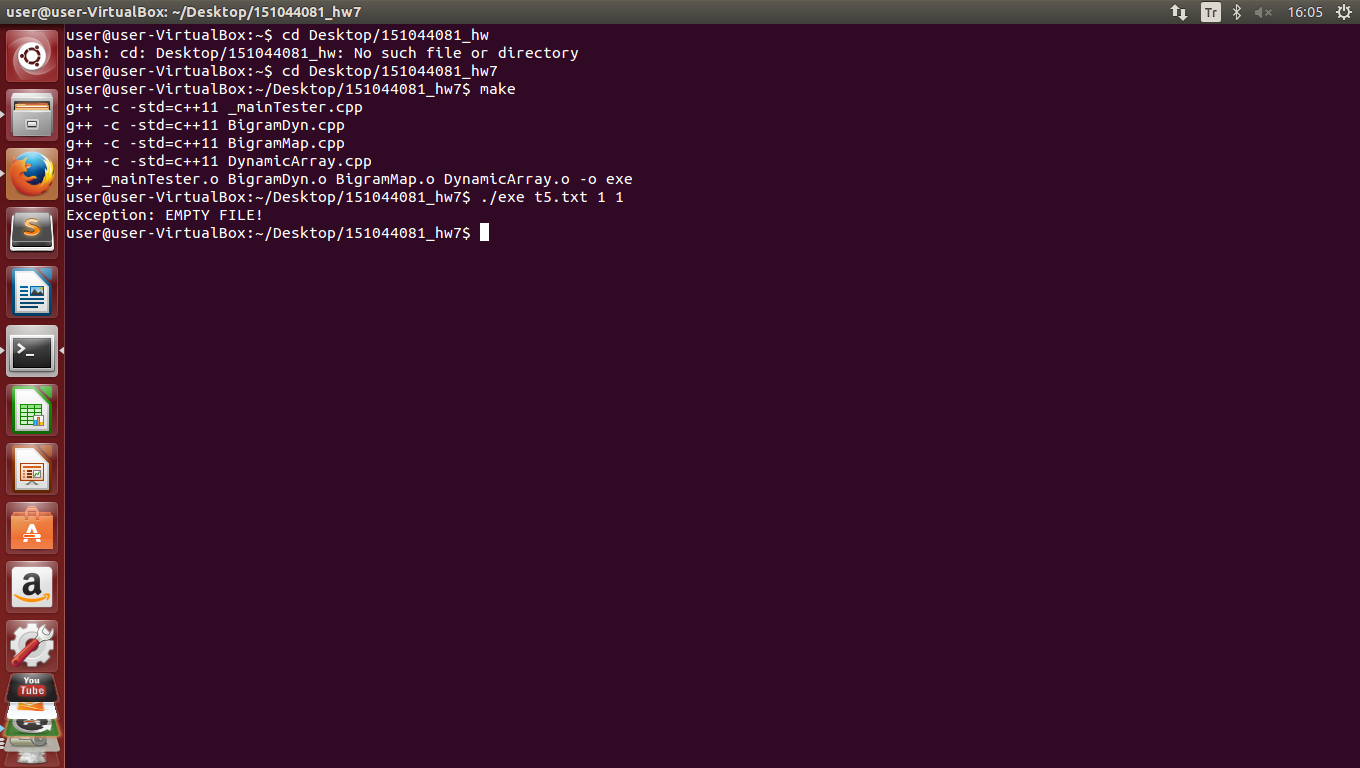 user@user-VirtualBox: ~/Desktop/151044081_hw7
Tr
16:05
user@user-VirtualBox:~$ cd Desktop/151044081_hw
bash: cd: Desktop/151044081_hw: No such file or directory
user@user-VirtualBox:~$ cd Desktop/151044081_hw7
user@user-VirtualBox:~/Desktop/151044081_hw7$ make
g++ -c -std=c++11 _mainTester.cpp
g++ -c -std=c++11 BigramDyn.cpp
g++ -c -std=c++11 BigramMap.cpp
g++ -c -std=c++11 DynamicArray.cpp
g++ _mainTester.o BigramDyn.o BigramMap.o DynamicArray.o -o exe
user@user-VirtualBox:~/Desktop/151044081_hw7$ ./exe t5.txt 1 1
Exception: EMPTY FILE!
user@user-VirtualBox:~/Desktop/151044081_hw7$
S
>_
A
a
You
Tube